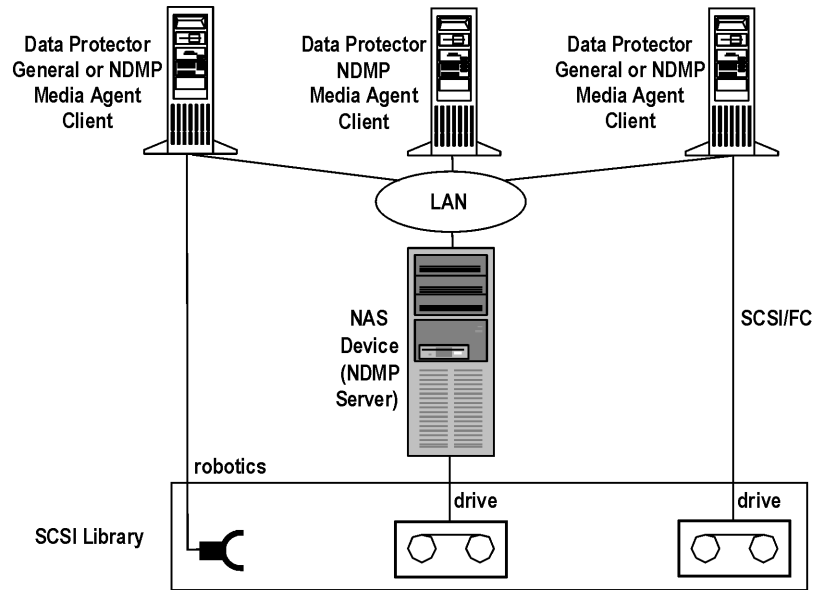 Data Protector
General or NDMP
Media Agent
Client
Data Protector
NDMP
Media Agent
Client
Data Protector
General or NDMP
Media Agent
Client
LAN
NAS
Device
(NDMP
Server)
SCSI/FC
robotics
drive
drive
SCSI Library